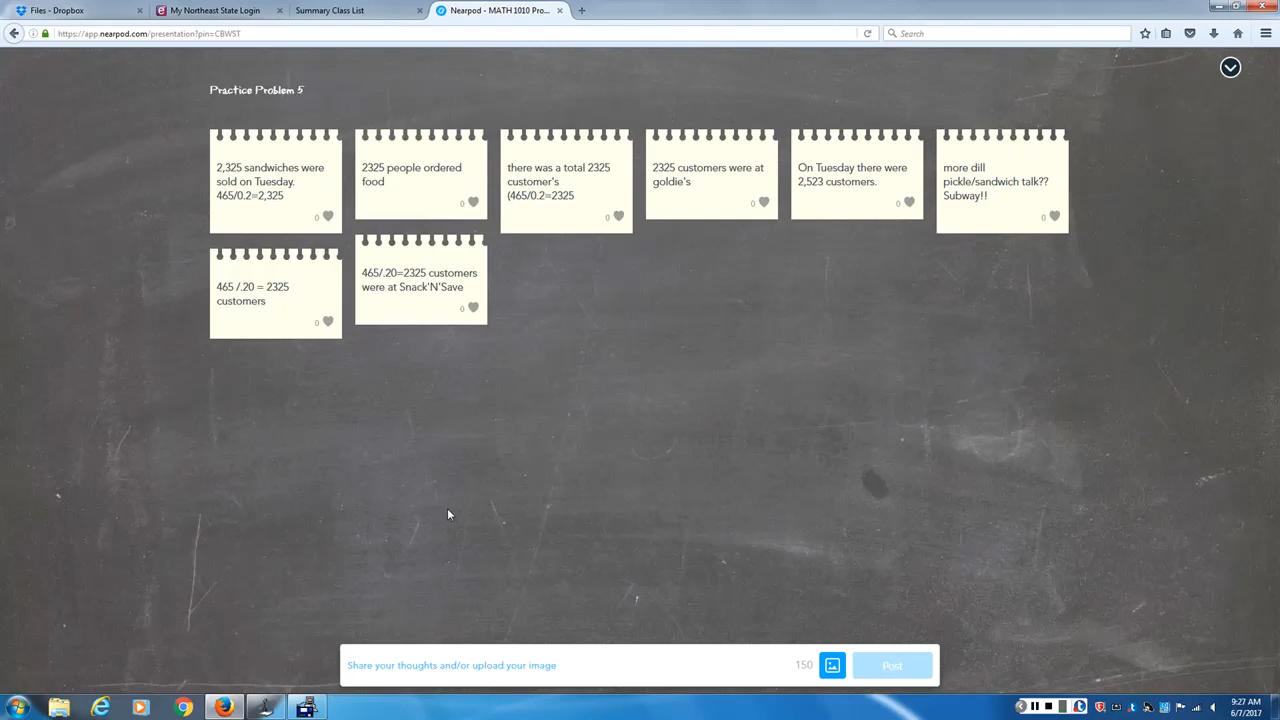 Files - Dropbox
My Northeast State Login
Summary Class List
Nearpod - MATH 1010 Pro...
https://app.nearpod.com/presentation?pin=CBWST
Search
Practice Problem 5
2,325 sandwiches were
sold on Tuesday.
465/0.2=2,325
0
2325 people ordered
food
0
there was a total 2325
customer's
(465/0.2=2325
0
2325 customers were at
goldie's
0
On Tuesday there were
2,523 customers.
0
more dill
pickle/sandwich talk??
Subway!!
0
465 /.20 = 2325
customers
0
465/.20=2325 customers
were at Snack'N'Save
0
Share your thoughts and/or upload your image
150
Post
9:27 AM
6/7/2017